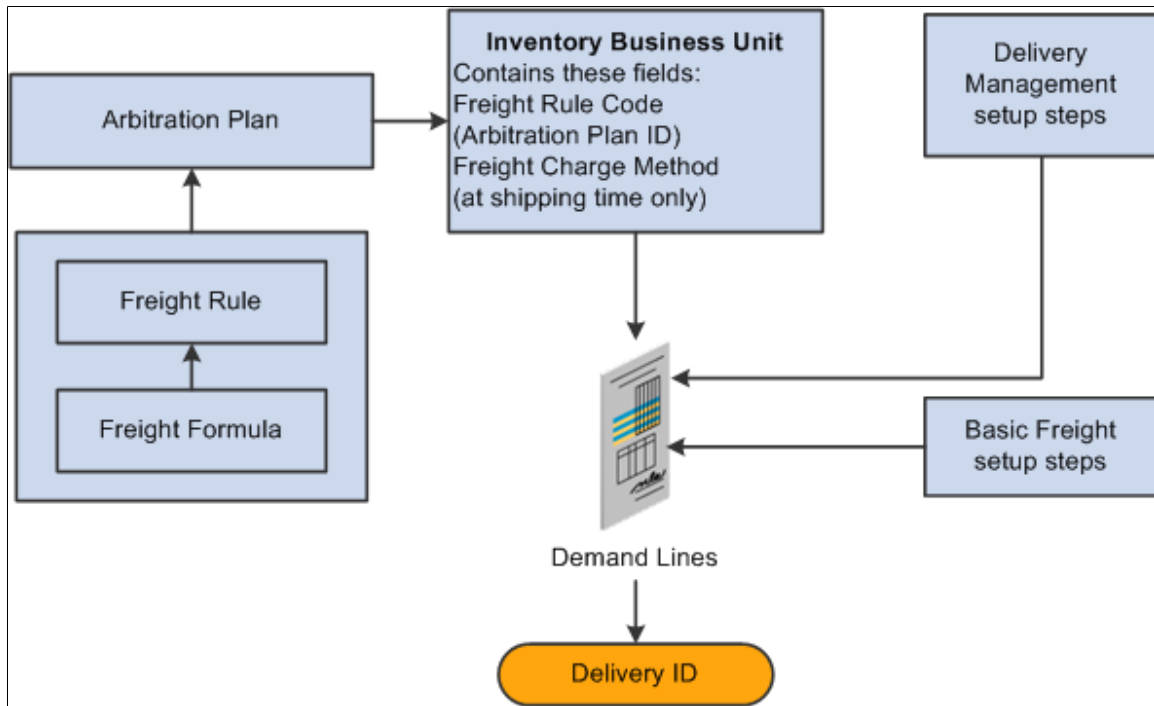 Arbitration Plan
Inventory Business Unit
Contains these fields:
Freight Rule Code
(Arbitration Plan ID)
Freight Charge Method
(at shipping time only)
Delivery
Management
setup steps
Freight Rule
Freight Formula
Basic Freight
setup steps
Demand Lines
Delivery ID